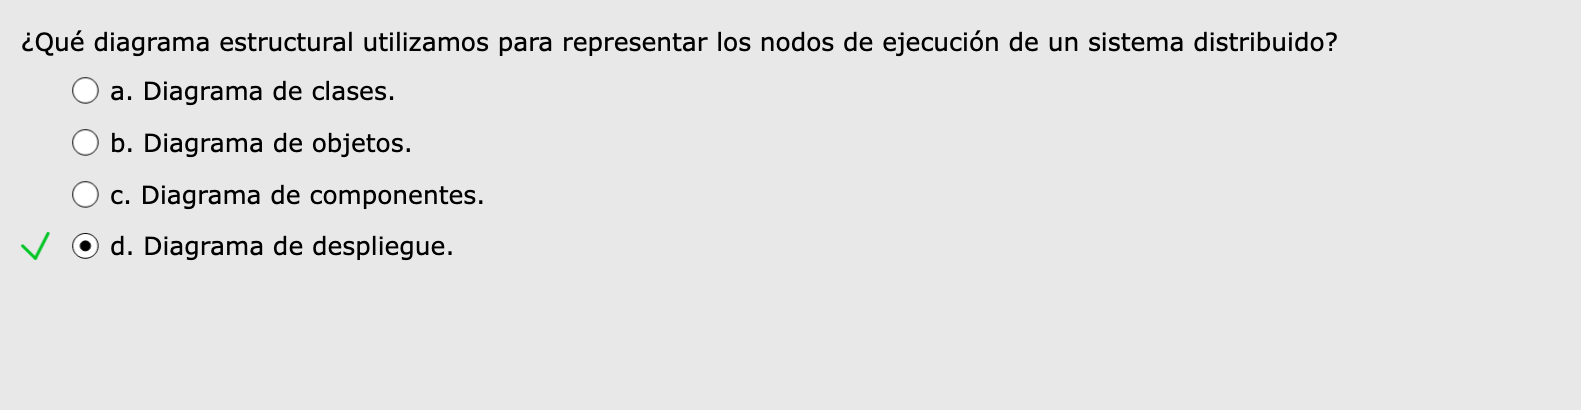 ¿Qué diagrama estructural utilizamos para representar los nodos de ejecución de un sistema distribuido?
a. Diagrama de clases.
b. Diagrama de objetos.
c. Diagrama de componentes.
d. Diagrama de despliegue.